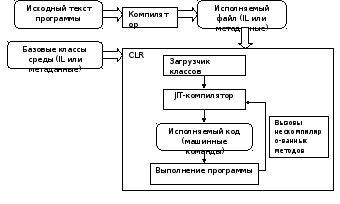 Исходный текст
программы
Компилят
ор
Исполняемый
файл (IL или
метаданные)
Базовые классы
среды (IL или
метаданные)
CLR
Загрузчик
классов
JIT-компилятор
Исполняемый код
(машинные
команды)
Выполнение программы
Вызовы
нескомпилир
о-ванных
методов